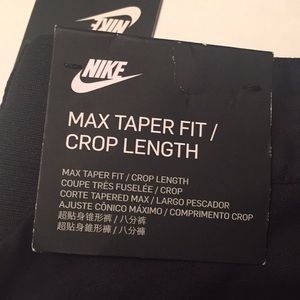 NIKE
NIKE
MAX TAPER FIT /
CROP LENGTH
MAX TAPER FIT / CROP LENGTH
COUPE TRÈS FUSELÉE / CROP
CORTE TAPERED MAX / LARGO PESCADOR
AJUSTE CÔNICO MÁXIMO / COMPRIMENTO CROP
超贴身锥形裤 / 八分裤
超貼身錐形褲 / 八分褲